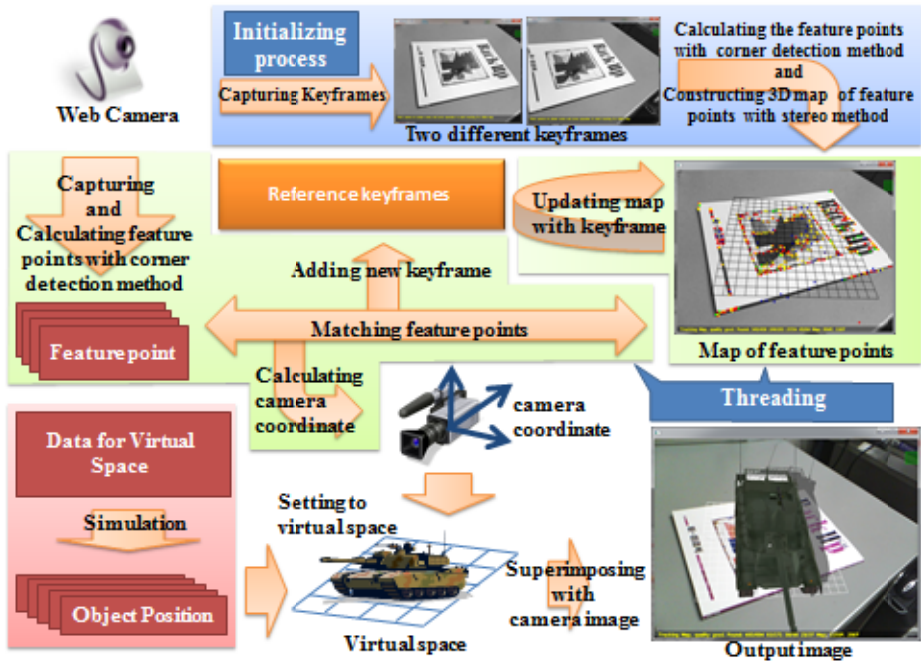 Initializing
process
Capturing Keyframes
Two different keyframes
Calculating the feature points
with corner detection method
and
Constructing 3D map of feature
points with stereo method
Web Camera
Capturing
and
Calculating feature
points with corner
detection method
Reference keyframes
Updating map
with keyframe
Adding new keyframe
Matching feature points
Feature point
Map of feature points
Calculating
camera
coordinate
camera
coordinate
Threading
Data for Virtual
Space
Simulation
Object Position
Setting to
virtual space
Virtual space
Superimposing
with
camera image
Output image